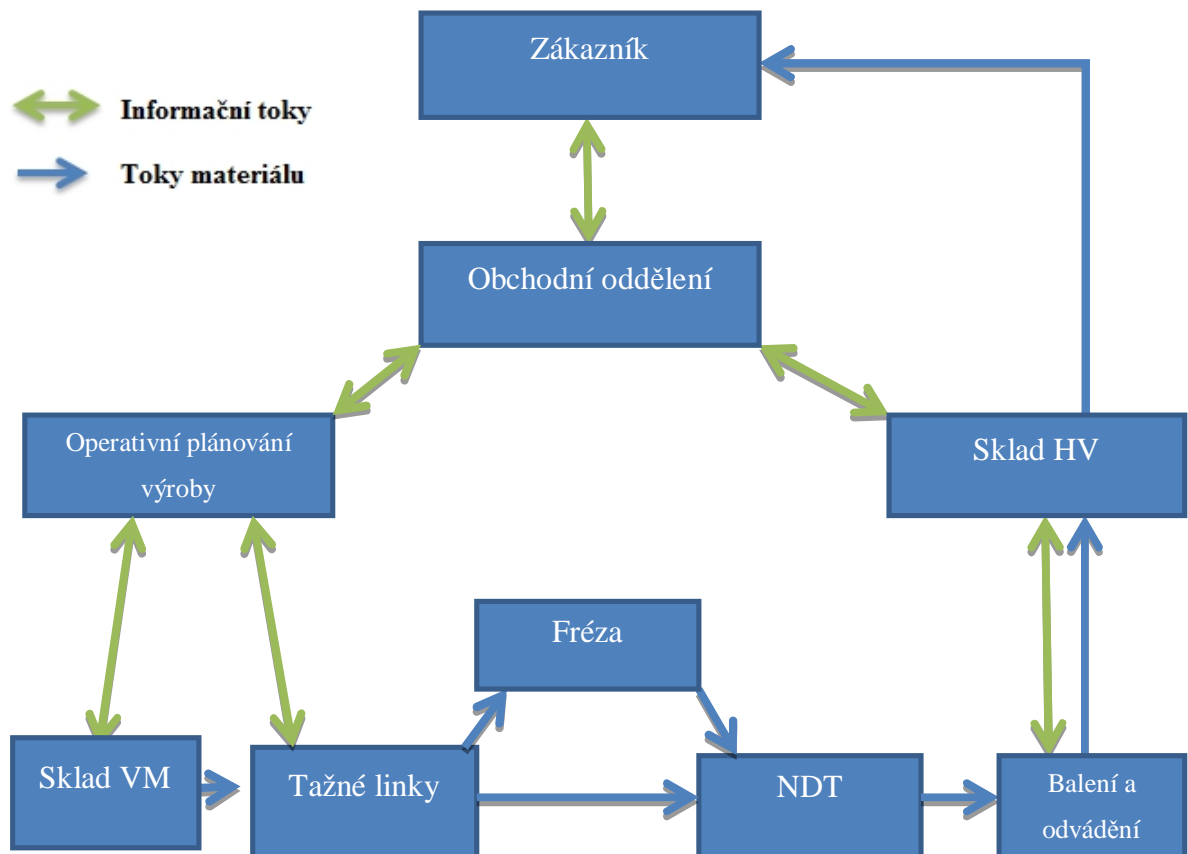 Zákazník
Informační toky
Toky materiálu
Obchodní oddělení
Operativní plánování
výroby
Sklad HV
Fréza
Sklad VM
Tažné linky
NDT
Balení a
odvádění